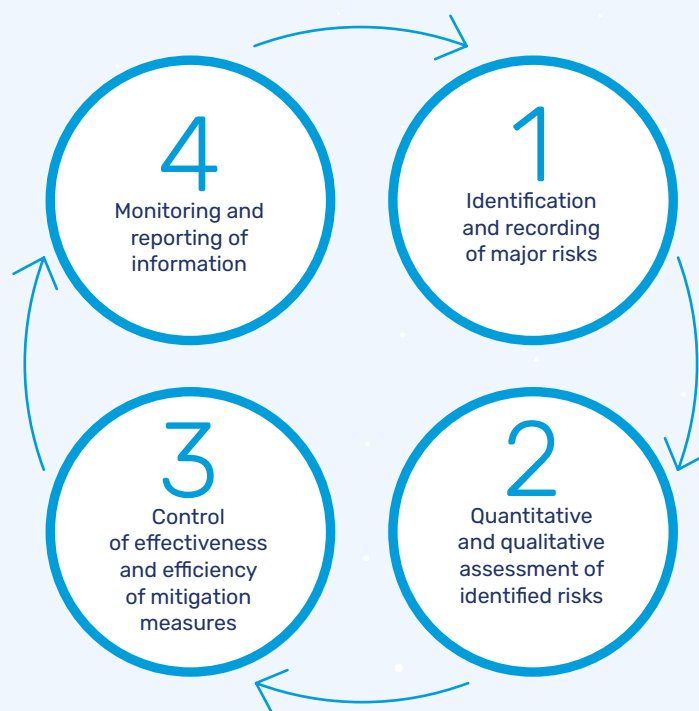 4
Monitoring and
reporting of
information
1
Identification
and recording
of major risks
3
Control
of effectiveness
and efficiency
of mitigation
measures
2
Quantitative
and qualitative
assessment of
identified risks